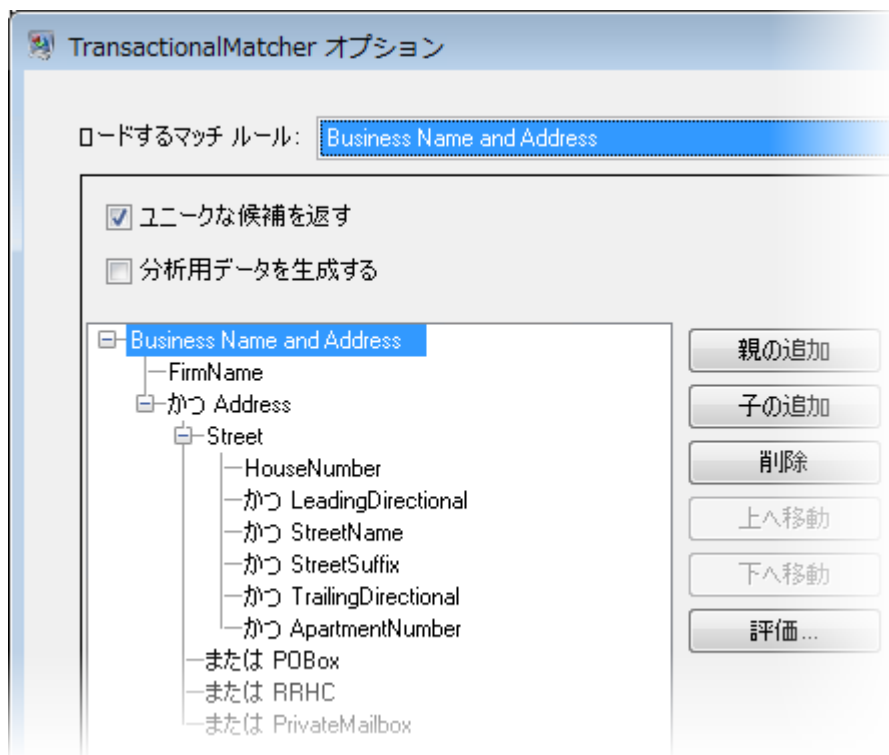 TransactionalMatcher オプション
ロードするマッチ ルール: Business Name and Address
ユニークな候補を返す
分析用データを生成する
Business Name and Address
FirmName
かつ Address
Street
HouseNumber
かつ LeadingDirectional
かつ StreetName
かつ StreetSuffix
かつ TrailingDirectional
かつ ApartmentNumber
または POBox
または RRHC
または PrivateMailbox
親の追加
子の追加
削除
上へ移動
下へ移動
評価...